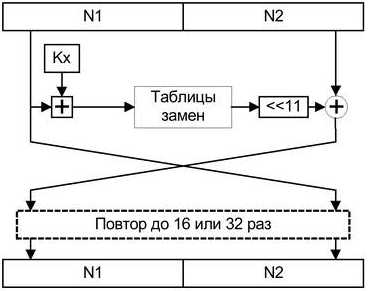 N1 N2
Kx
+ Таблицы замен <<11 +
Повтор до 16 или 32 раз
N1 N2